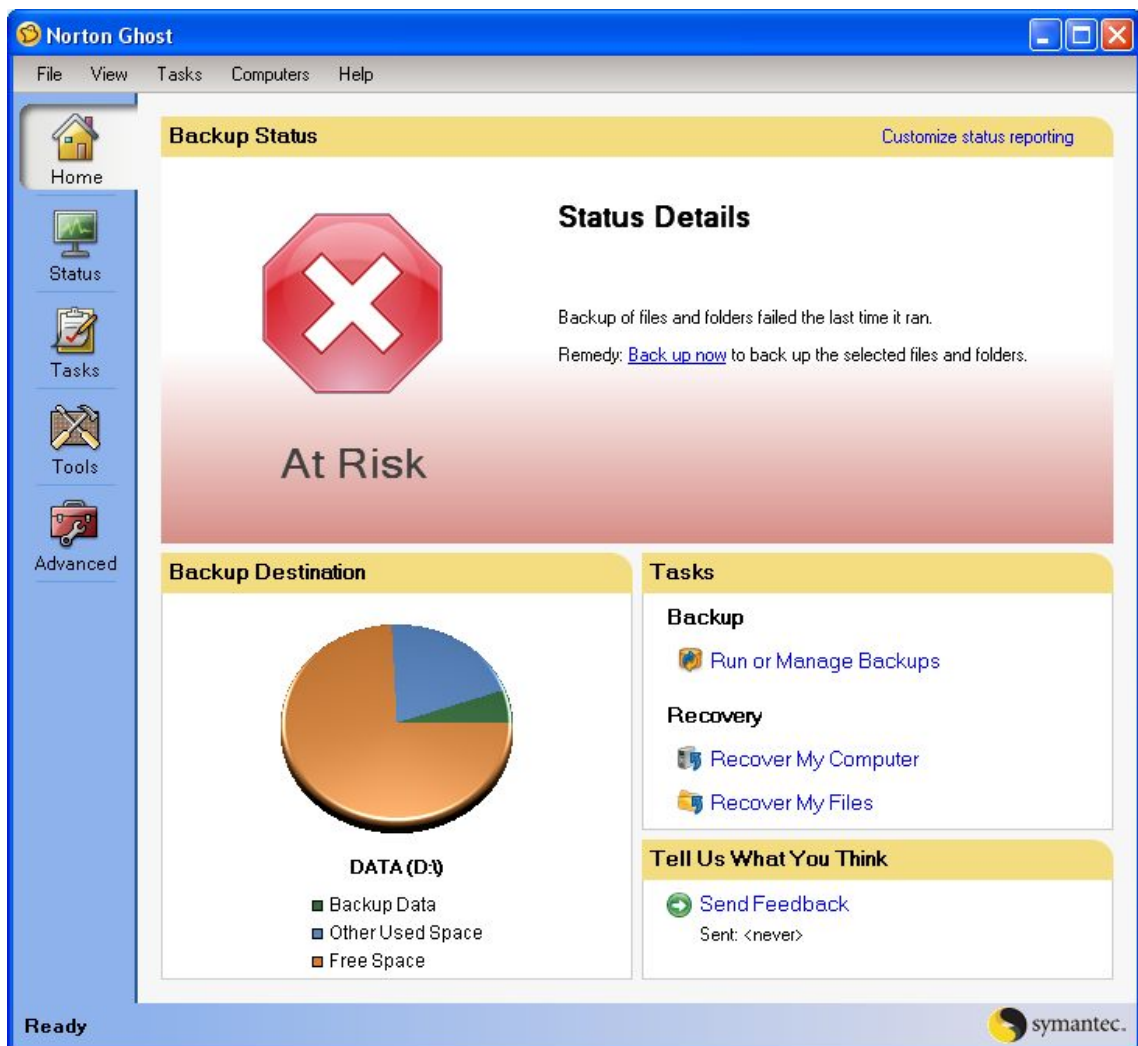 Norton Ghost
File View Tasks Computers Help
Home
Status
Tasks
Tools
Advanced
Backup Status
Customize status reporting
Status Details
Backup of files and folders failed the last time it ran.
Remedy: Back up now to back up the selected files and folders.
At Risk
Backup Destination
DATA (D:\)
Backup Data
Other Used Space
Free Space
Tasks
Backup
Run or Manage Backups
Recovery
Recover My Computer
Recover My Files
Tell Us What You Think
Send Feedback
Sent: <never>
Ready
symantec.